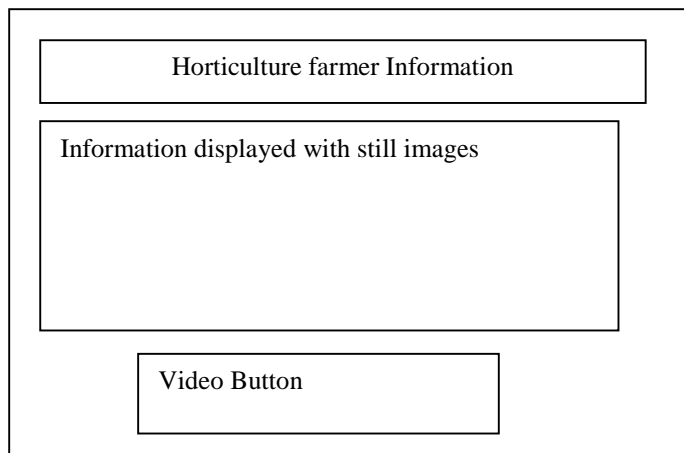 Horticulture farmer Information
Information displayed with still images
Video Button